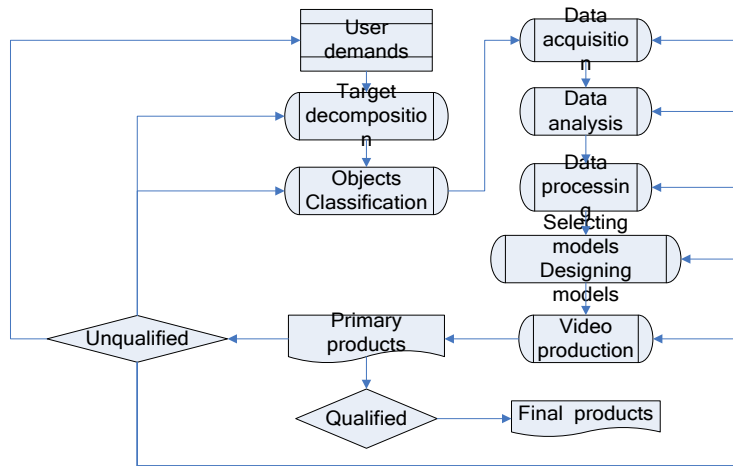 User
demands
Target
decompositio
n
Objects
Classification
Data
acquisitio
n
Data
analysis
Data
processin
g
Selecting
models
Designing
models
Video
production
Primary
products
Unqualified
Qualified
Final products